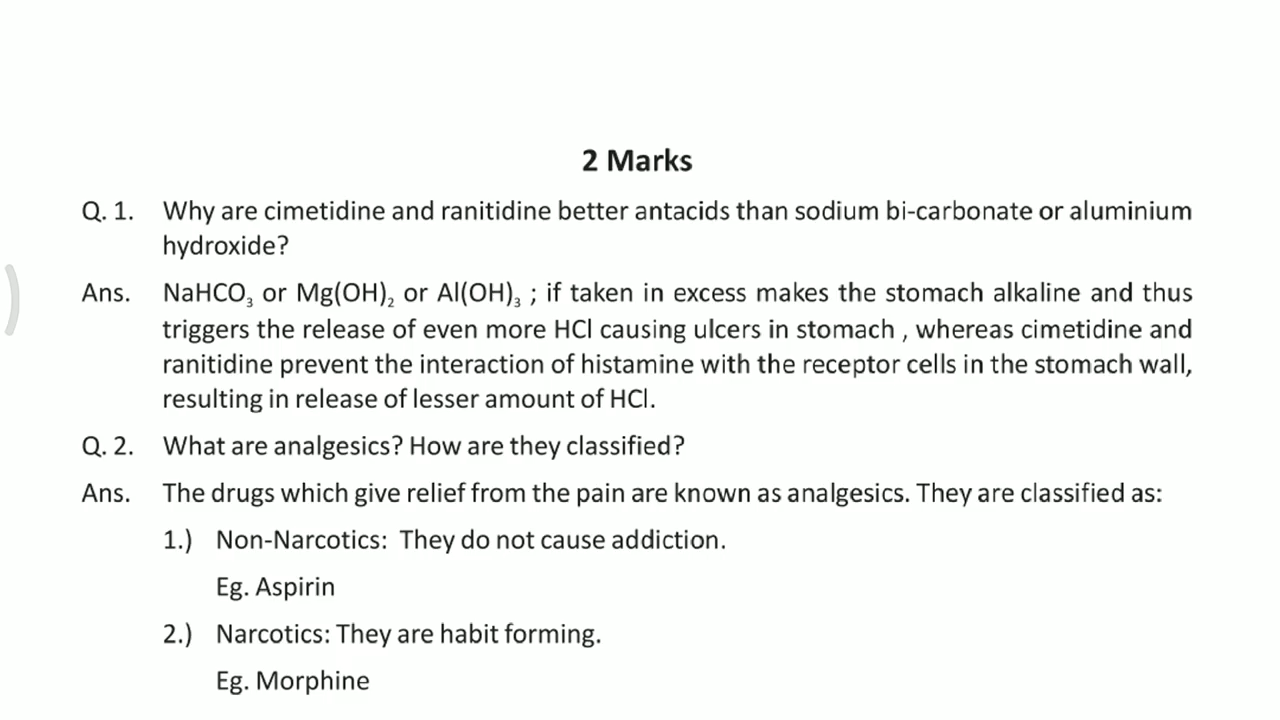 2 Marks
Q. 1. Why are cimetidine and ranitidine better antacids than sodium bi-carbonate or aluminium
hydroxide?
Ans. NaHCO₃ or Mg(OH)₂ or Al(OH)₃ ; if taken in excess makes the stomach alkaline and thus
triggers the release of even more HCl causing ulcers in stomach , whereas cimetidine and
ranitidine prevent the interaction of histamine with the receptor cells in the stomach wall,
resulting in release of lesser amount of HCl.
Q. 2. What are analgesics? How are they classified?
Ans. The drugs which give relief from the pain are known as analgesics. They are classified as:
1.) Non-Narcotics: They do not cause addiction.
Eg. Aspirin
2.) Narcotics: They are habit forming.
Eg. Morphine